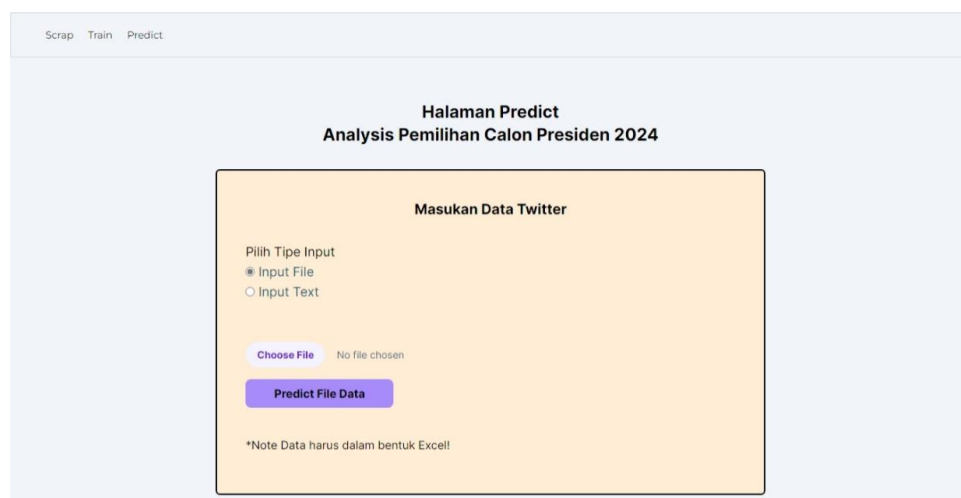 Scrap Train Predict
Halaman Predict
Analysis Pemilihan Calon Presiden 2024
Masukan Data Twitter
Pilih Tipe Input
Input File
Input Text
Choose File No file chosen
Predict File Data
*Note Data harus dalam bentuk Excel!